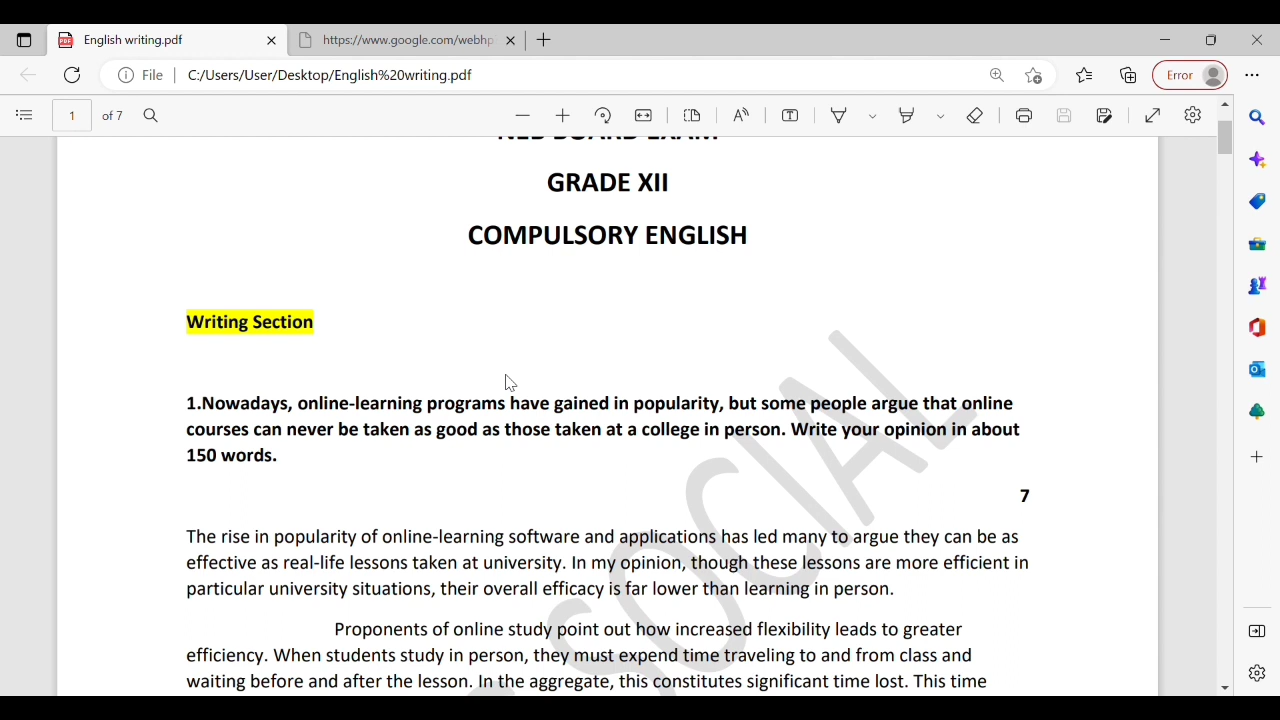 English writing.pdf
https://www.google.com/webhp
File
C:/Users/User/Desktop/English%20writing.pdf
Error
1 of 7
NEB BOARD EXAM
GRADE XII
COMPULSORY ENGLISH
Writing Section
1.Nowadays, online-learning programs have gained in popularity, but some people argue that online
courses can never be taken as good as those taken at a college in person. Write your opinion in about
150 words.
7
The rise in popularity of online-learning software and applications has led many to argue they can be as
effective as real-life lessons taken at university. In my opinion, though these lessons are more efficient in
particular university situations, their overall efficacy is far lower than learning in person.
Proponents of online study point out how increased flexibility leads to greater
efficiency. When students study in person, they must expend time traveling to and from class and
waiting before and after the lesson. In the aggregate, this constitutes significant time lost. This time
SOCIAL